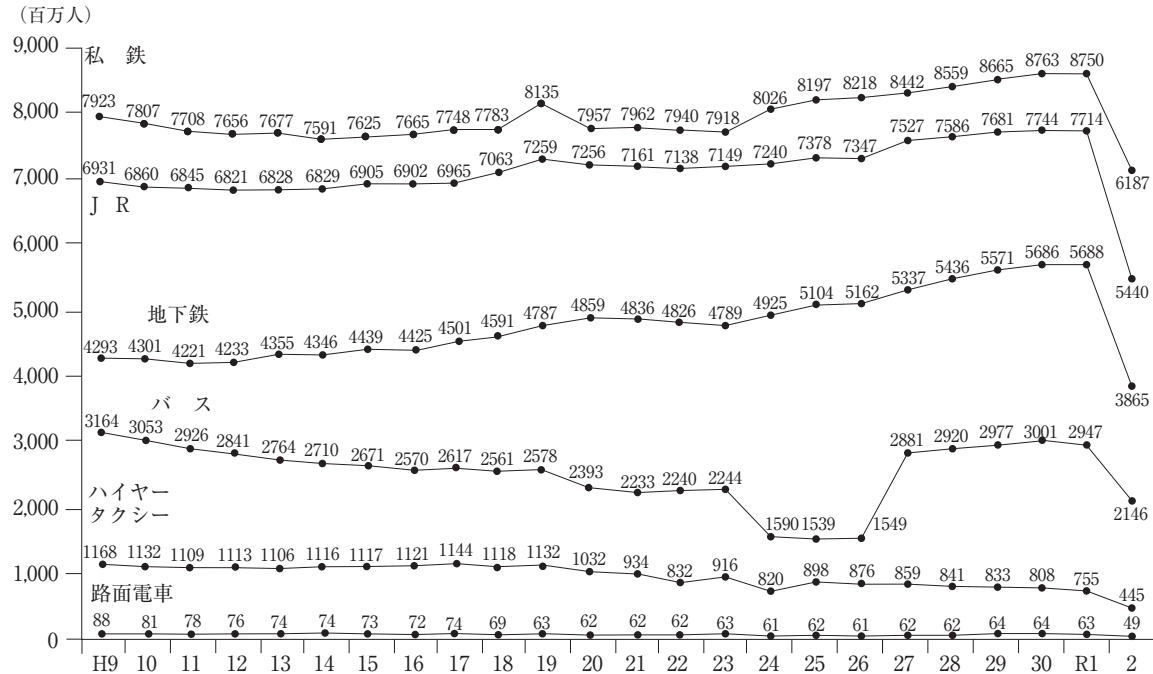 （百万人）
9,000
私 鉄
7923 7807 7708 7656 7677 7591 7625 7665 7748 7783 8135 7957 7962 7940 7918 8026 8197 8218 8442 8559 8665 8763 8750 6187
8,000
6931 6860 6845 6821 6828 6829 6905 6902 6965 7063 7259 7256 7161 7138 7149 7240 7378 7347 7527 7586 7681 7744 7714 5440
7,000
J R
6,000
5,000
地下鉄
4293 4301 4221 4233 4355 4346 4439 4425 4501 4591 4787 4859 4836 4826 4789 4925 5104 5162 5337 5436 5571 5686 5688 3865
4,000
バ ス
3164 3053 2926 2841 2764 2710 2671 2570 2617 2561 2578 2393 2233 2240 2244 1590 1539 1549 2881 2920 2977 3001 2947 2146
3,000
ハイヤー
タクシー
2,000
1168 1132 1109 1113 1106 1116 1117 1121 1144 1118 1132 1032 934 832 916 820 898 876 859 841 833 808 755 445
1,000
路面電車
88 81 78 76 74 74 73 72 74 69 63 62 62 62 63 61 62 61 62 62 64 64 63 49
0
H9 10 11 12 13 14 15 16 17 18 19 20 21 22 23 24 25 26 27 28 29 30 R1 2